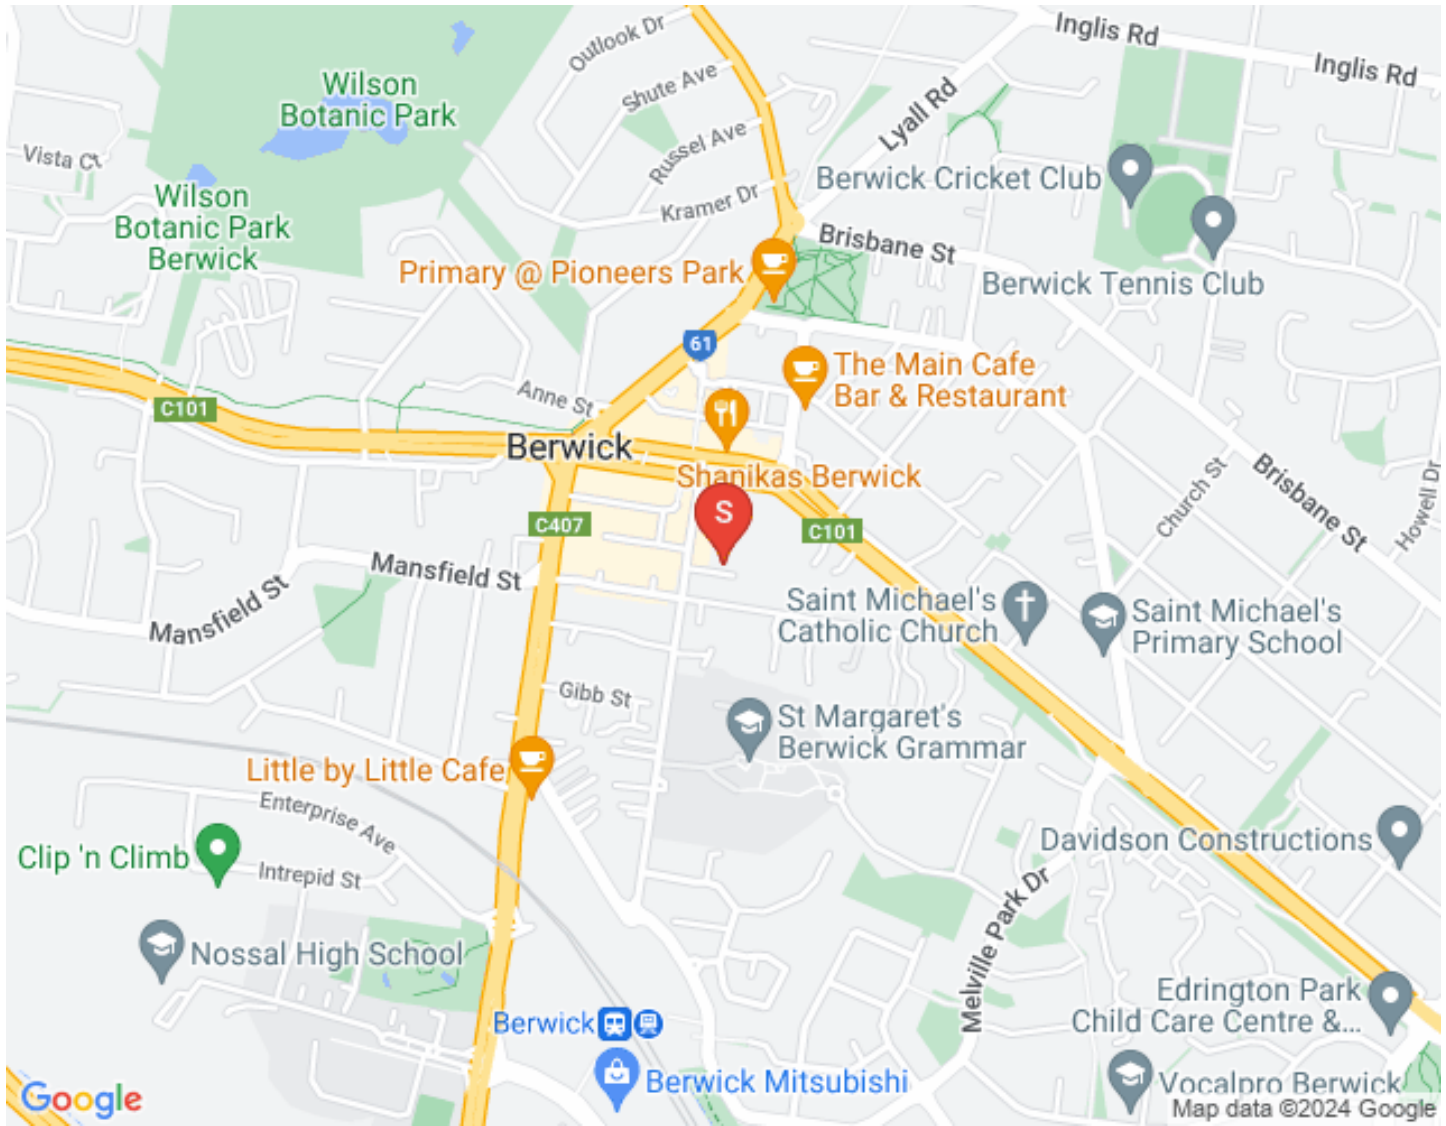 Inglis Rd
Inglis Rd
Outlook Dr
Shute Ave
Wilson
Botanic Park
Lyall Rd
Russel Ave
Vista Ct
Berwick Cricket Club
Kramer Dr
Wilson
Botanic Park
Berwick
Brisbane St
Primary @ Pioneers Park
Berwick Tennis Club
61
The Main Cafe
Bar & Restaurant
Anne St
C101
Berwick
Shanikas Berwick
Church St
Brisbane St
Howell Dr
S
C407
C101
Mansfield St
Mansfield St
Saint Michael's
Catholic Church
Saint Michael's
Primary School
Gibb St
St Margaret's
Berwick Grammar
Little by Little Cafe
Enterprise Ave
Clip 'n Climb
Intrepid St
Davidson Constructions
Melville Park Dr
Nossal High School
Edrington Park
Child Care Centre &...
Berwick
Berwick Mitsubishi
Vocalpro Berwick
Google
Map data ©2024 Google